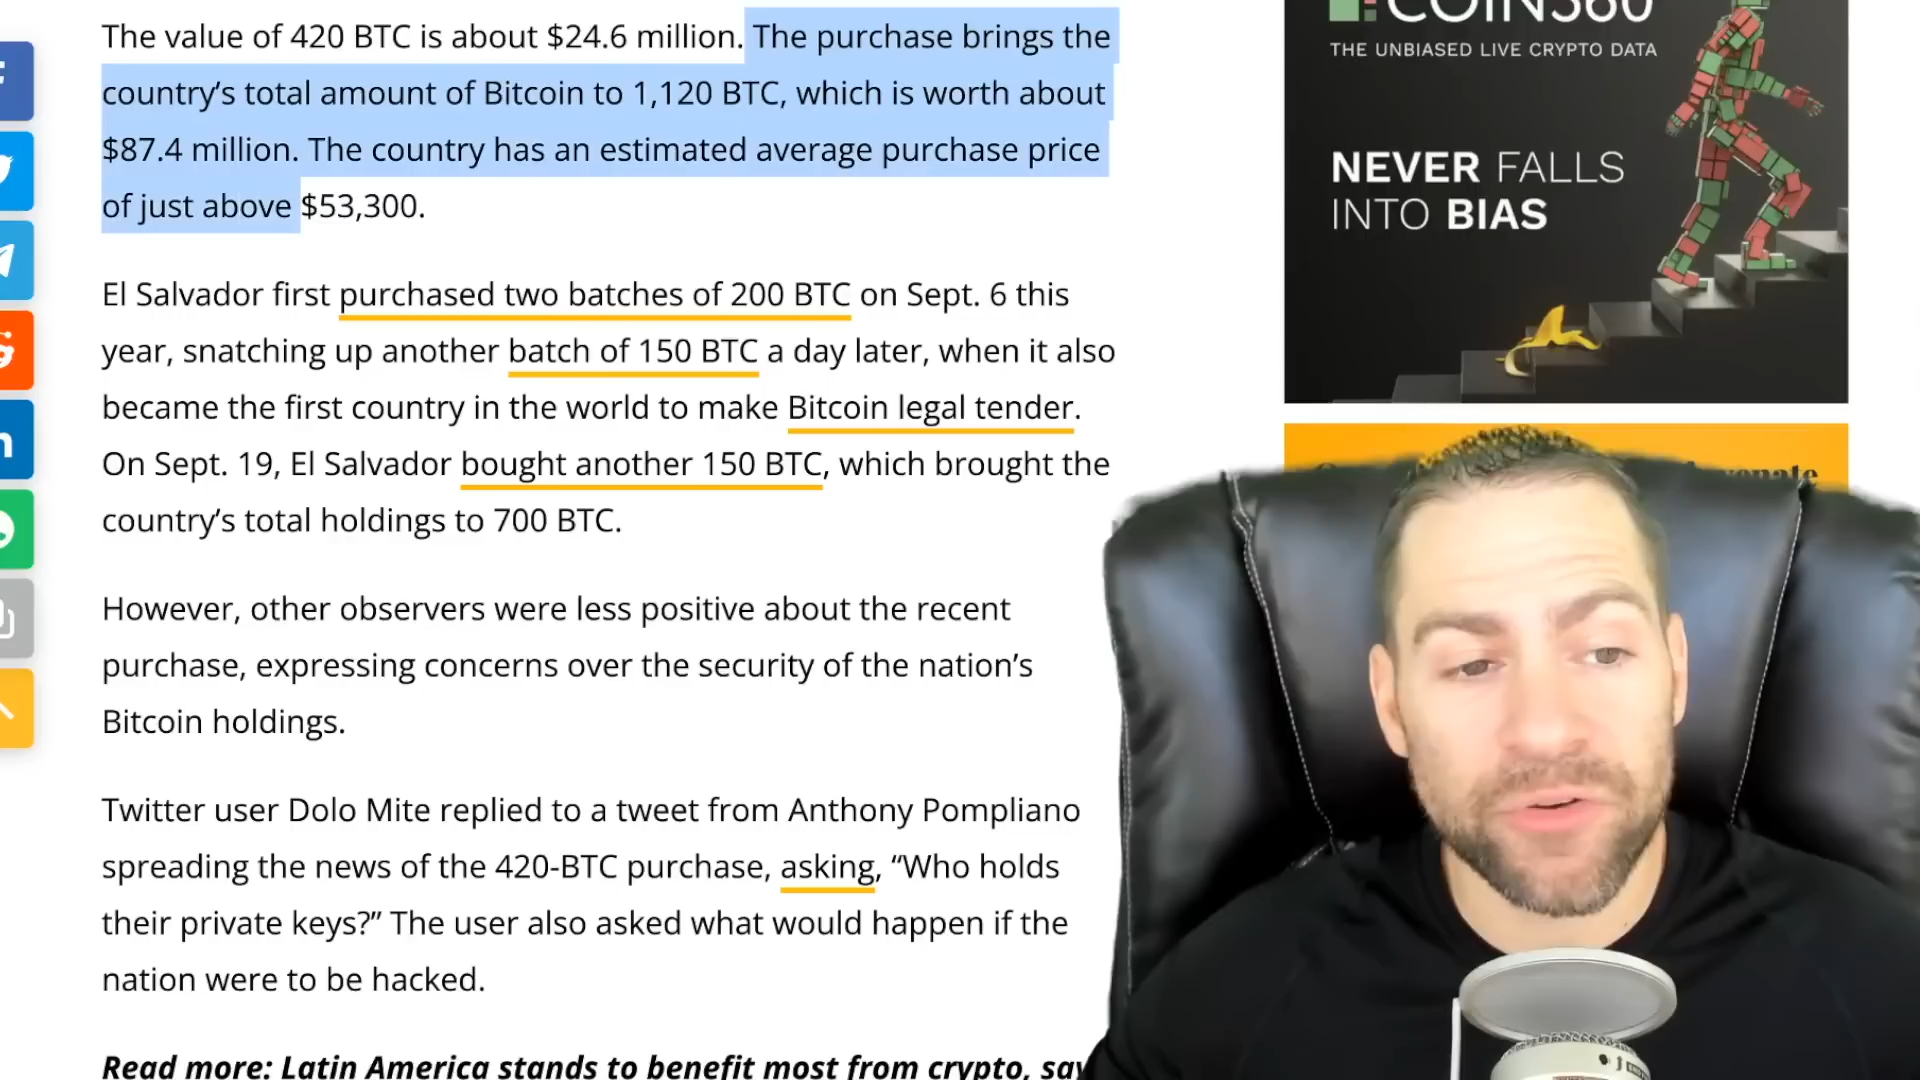 The value of 420 BTC is about $24.6 million. The purchase brings the
country’s total amount of Bitcoin to 1,120 BTC, which is worth about
$87.4 million. The country has an estimated average purchase price
of just above $53,300.
El Salvador first purchased two batches of 200 BTC on Sept. 6 this
year, snatching up another batch of 150 BTC a day later, when it also
became the first country in the world to make Bitcoin legal tender.
On Sept. 19, El Salvador bought another 150 BTC, which brought the
country’s total holdings to 700 BTC.
However, other observers were less positive about the recent
purchase, expressing concerns over the security of the nation’s
Bitcoin holdings.
Twitter user Dolo Mite replied to a tweet from Anthony Pompliano
spreading the news of the 420-BTC purchase, asking, “Who holds
their private keys?” The user also asked what would happen if the
nation were to be hacked.
Read more: Latin America stands to benefit most from crypto, say
COIN360
THE UNBIASED LIVE CRYPTO DATA
NEVER FALLS
INTO BIAS